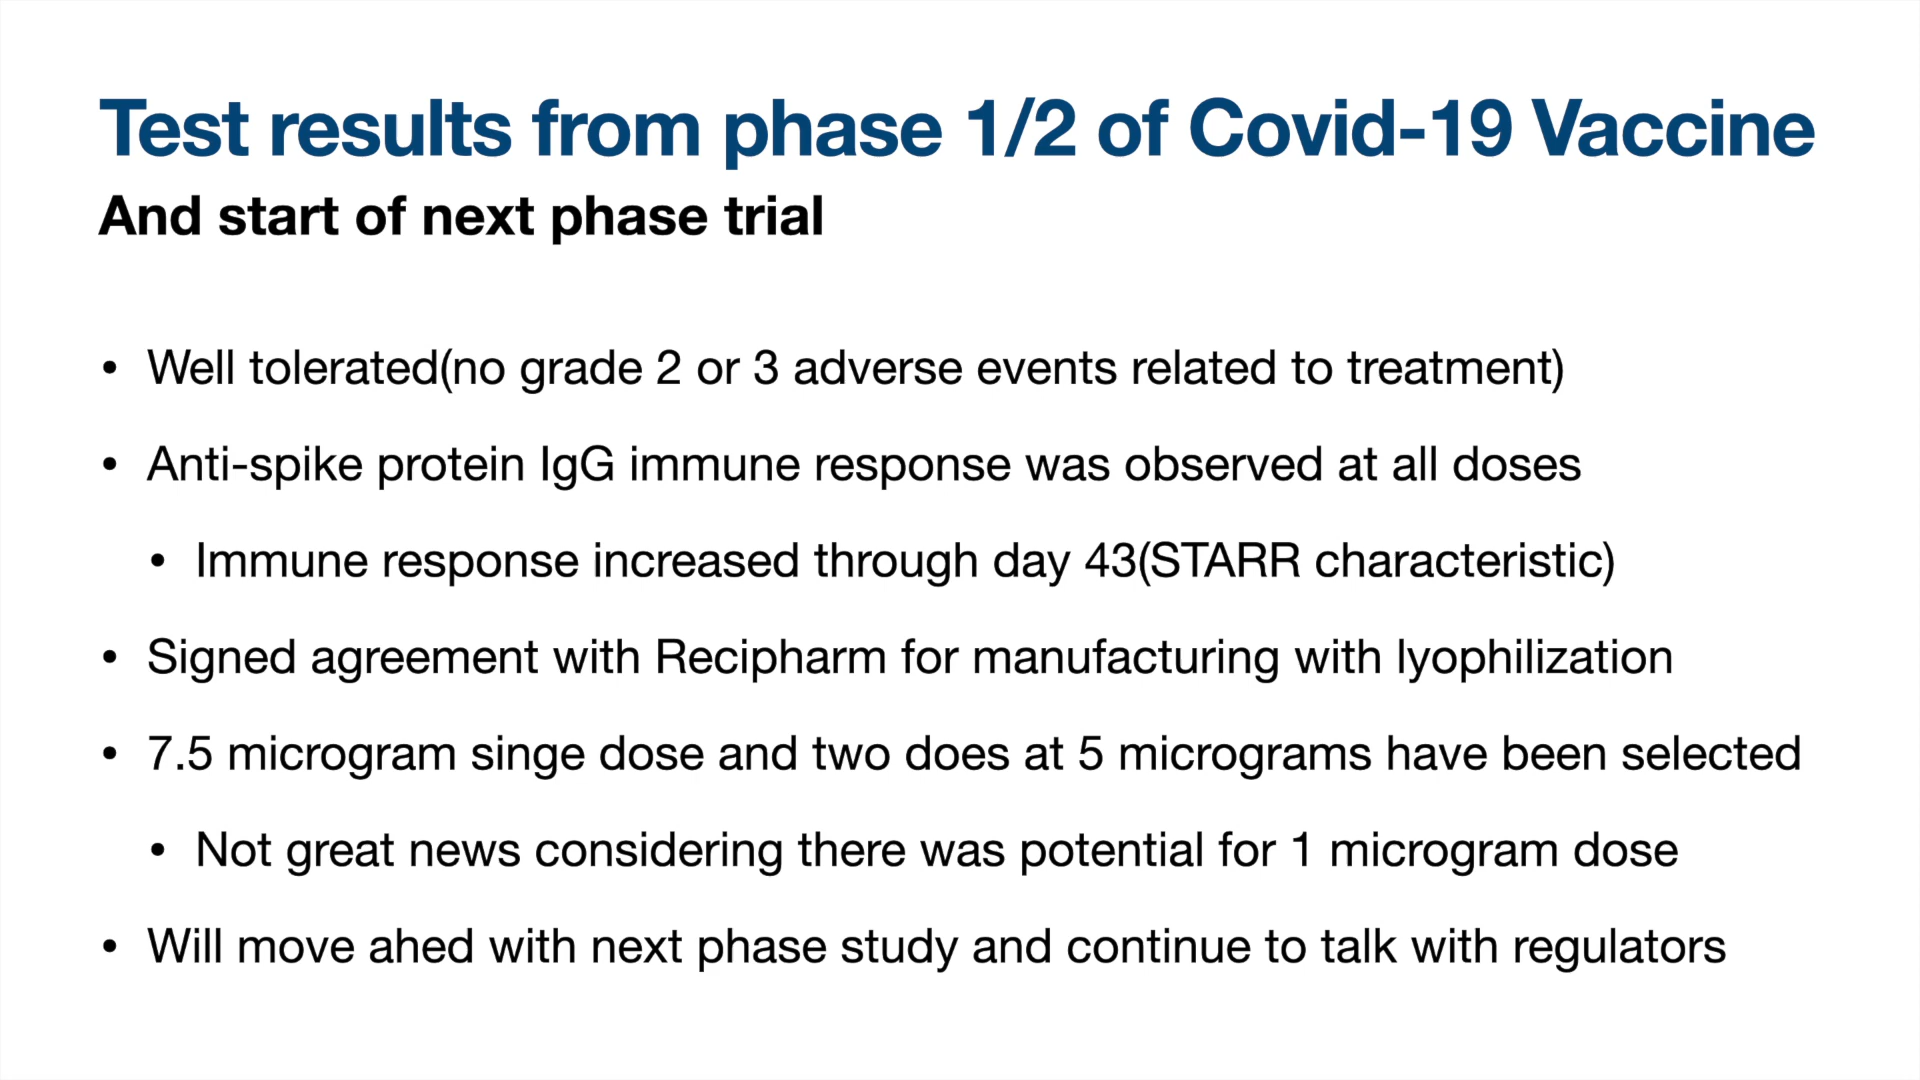 Test results from phase 1/2 of Covid-19 Vaccine
And start of next phase trial
• Well tolerated(no grade 2 or 3 adverse events related to treatment)
• Anti-spike protein IgG immune response was observed at all doses
• Immune response increased through day 43(STARR characteristic)
• Signed agreement with Recipharm for manufacturing with lyophilization
• 7.5 microgram singe dose and two does at 5 micrograms have been selected
• Not great news considering there was potential for 1 microgram dose
• Will move ahed with next phase study and continue to talk with regulators